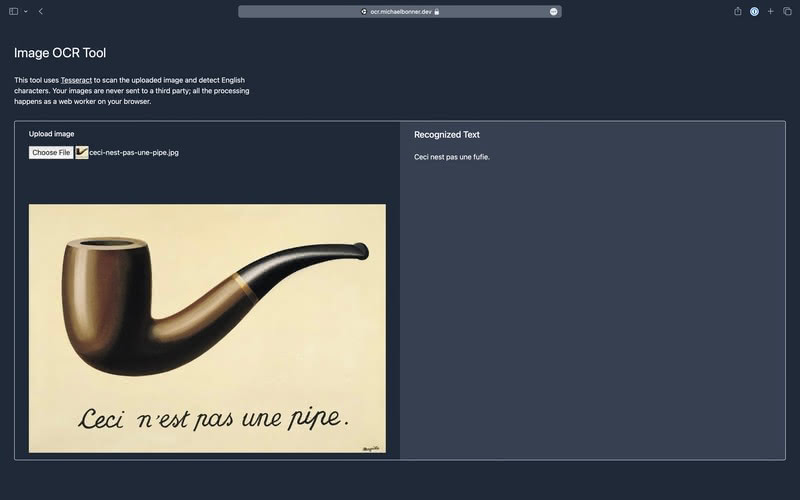 ocr.michaelbonner.dev
Image OCR Tool
This tool uses Tesseract to scan the uploaded image and detect English
characters. Your images are never sent to a third party; all the processing
happens as a web worker on your browser.
Upload image
Choose File ceci-nest-pas-une-pipe.jpg
Ceci n'est pas une pipe.
Magritte
Recognized Text
Ceci nest pas une fufie.